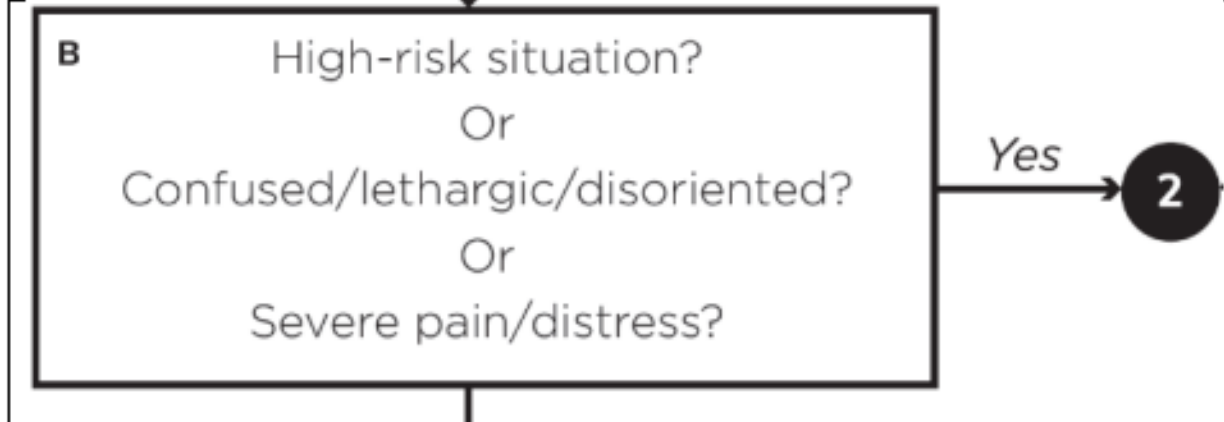 B
High-risk situation?
Or
Confused/lethargic/disoriented?
Or
Severe pain/distress?
Yes
2